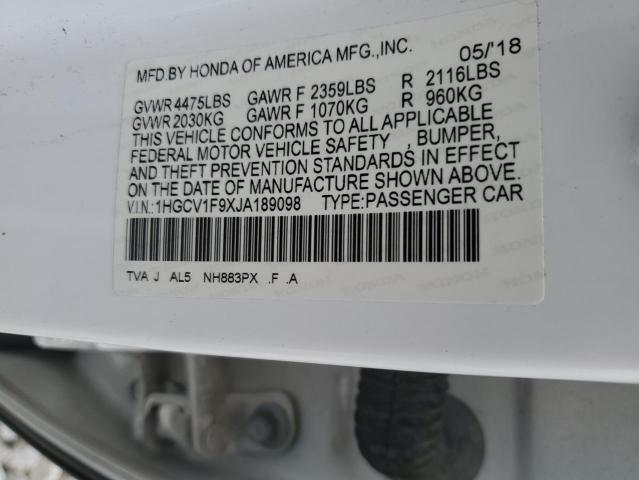 MFD.BY HONDA OF AMERICA MFG.,INC. 05/'18
GVWR 4475LBS GAWR F 2359LBS R 2116LBS
GVWR 2030KG GAWR F 1070KG R 960KG
THIS VEHICLE CONFORMS TO ALL APPLICABLE
FEDERAL MOTOR VEHICLE SAFETY , BUMPER,
AND THEFT PREVENTION STANDARDS IN EFFECT
ON THE DATE OF MANUFACTURE SHOWN ABOVE.
V.I.N.:1HGCV1F9XJA189098 TYPE:PASSENGER CAR
TVA J AL5 NH883PX .F .A